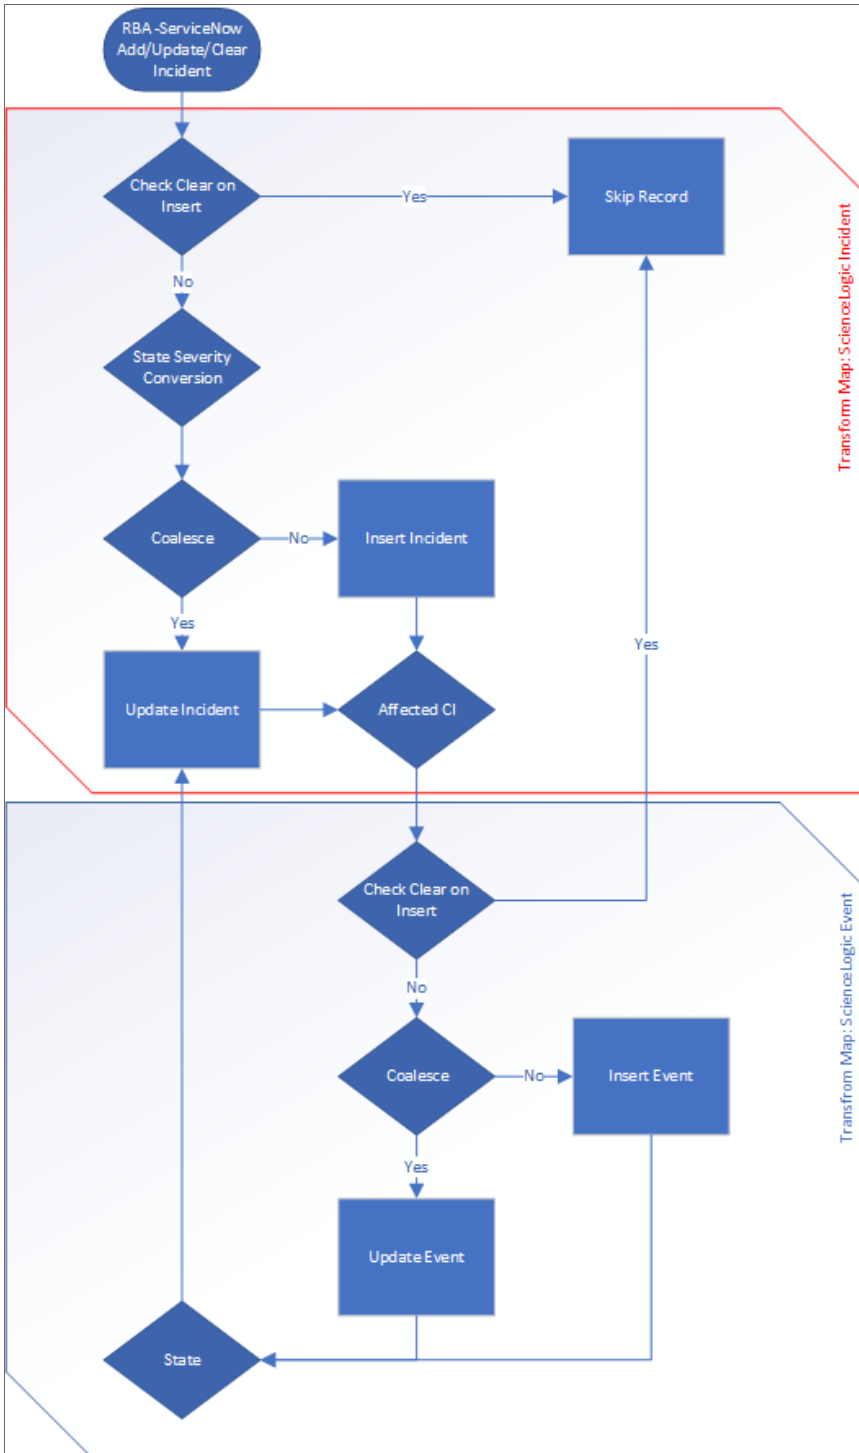 RBA -ServiceNow
Add/Update/Clear
Incident
Check Clear on
Insert
Yes
Skip Record
No
State Severity
Conversion
Transform Map: ScienceLogic Incident
Coalesce
No
Insert Incident
Yes
Yes
Update Incident
Affected CI
Check Clear on
Insert
Transfrom Map: ScienceLogic Event
No
Coalesce
No
Insert Event
Yes
Update Event
State